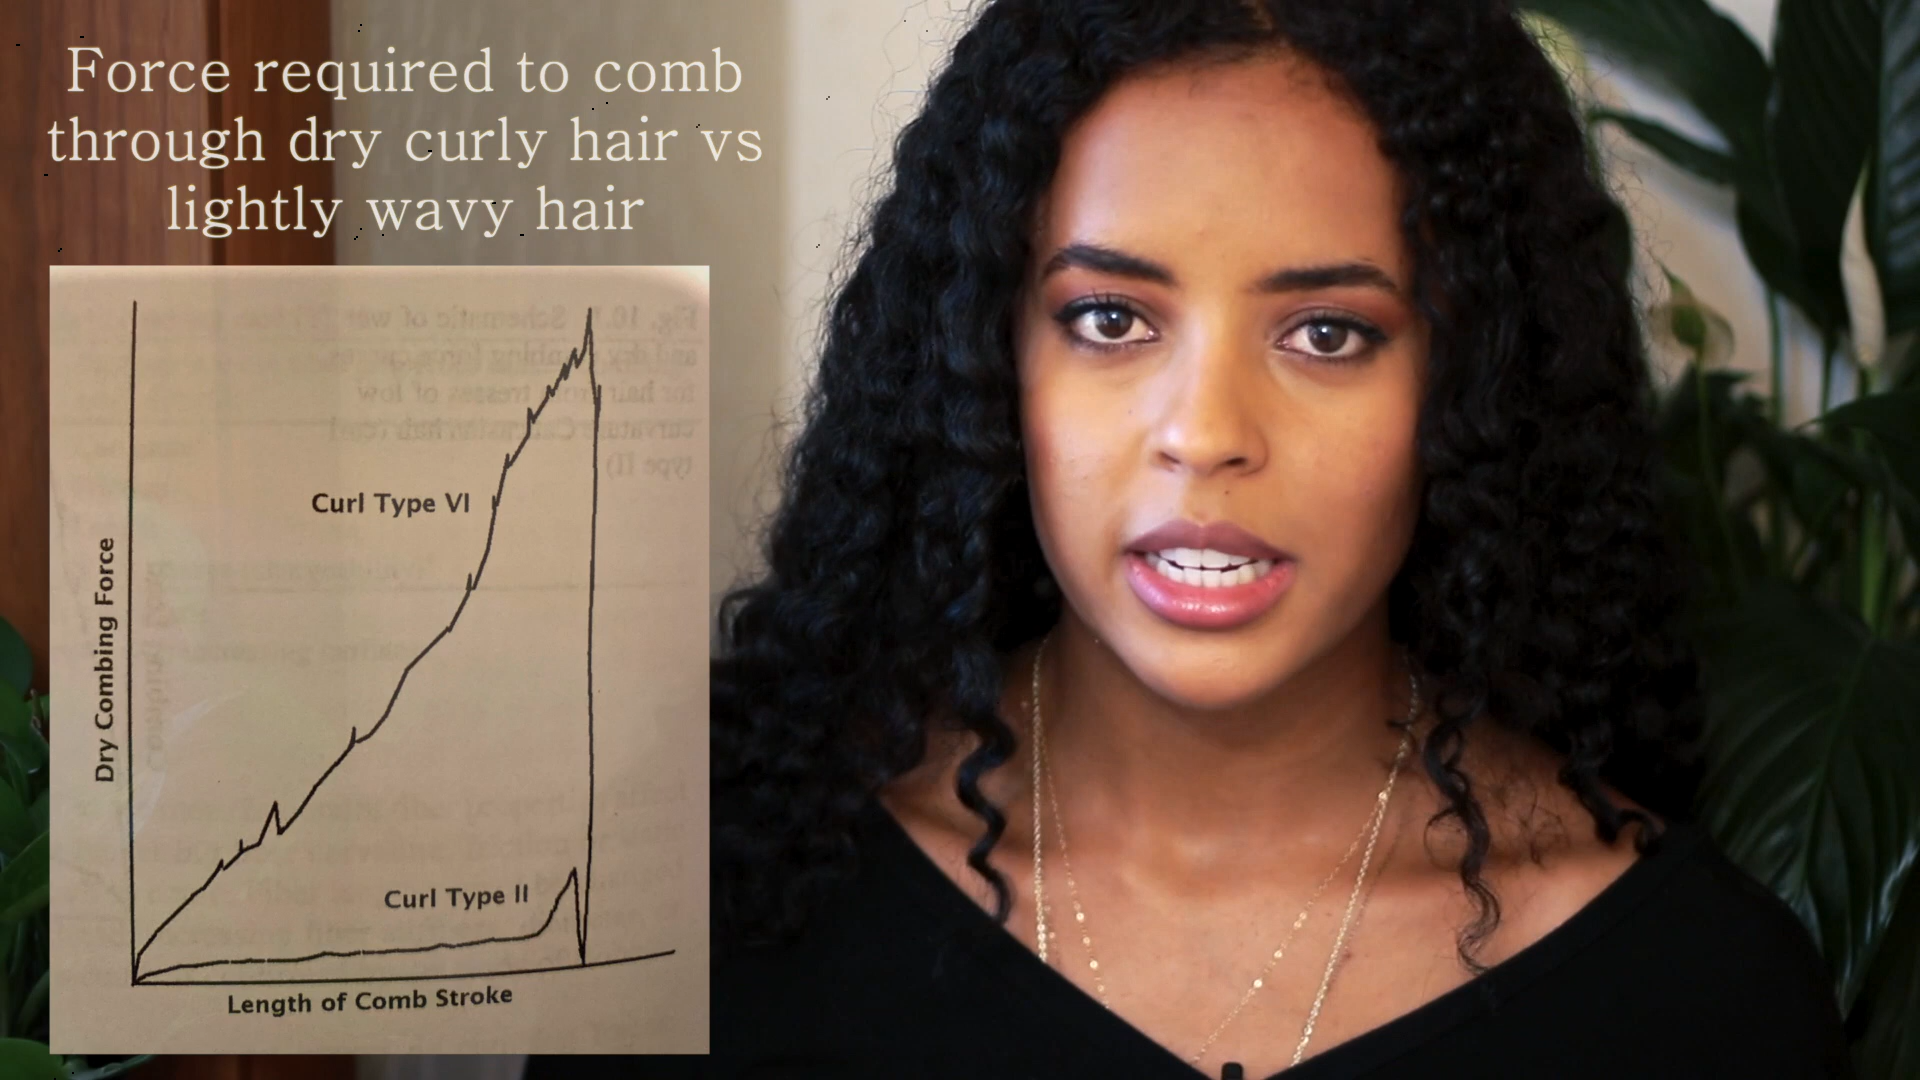 Force required to comb
through dry curly hair vs
lightly wavy hair
Curl Type VI
Dry Combing Force
Curl Type II
Length of Comb Stroke